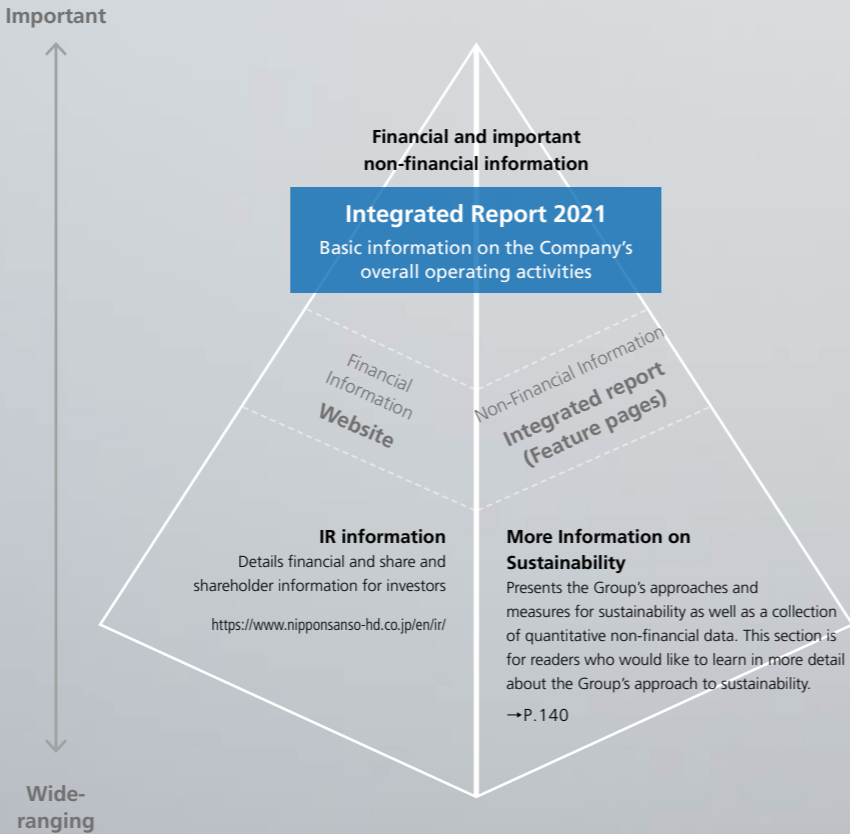 Important
Financial and important
non-financial information
Integrated Report 2021
Basic information on the Company’s
overall operating activities
Financial
Information
Website
Non-Financial Information
Integrated report
(Feature pages)
IR information
Details financial and share and
shareholder information for investors
https://www.nipponsanso-hd.co.jp/en/ir/
More Information on
Sustainability
Presents the Group’s approaches and
measures for sustainability as well as a collection
of quantitative non-financial data. This section is
for readers who would like to learn in more detail
about the Group’s approach to sustainability.
→P.140
Wide-
ranging